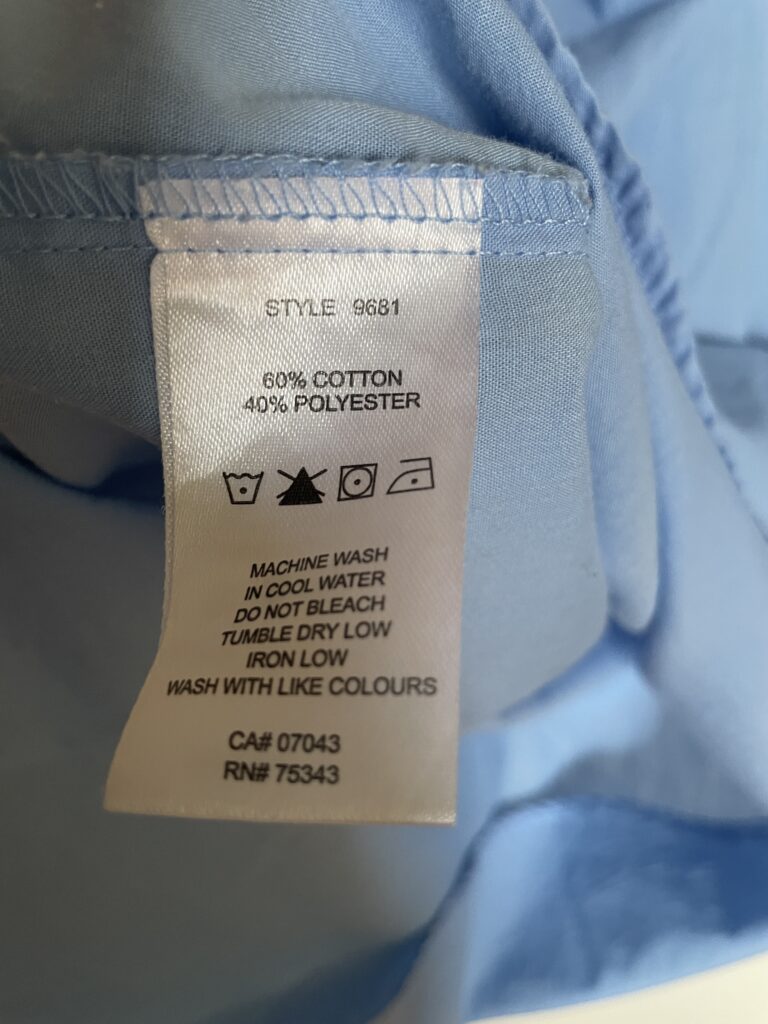 STYLE 9681
60% COTTON
40% POLYESTER
MACHINE WASH
IN COOL WATER
DO NOT BLEACH
TUMBLE DRY LOW
IRON LOW
WASH WITH LIKE COLOURS
CA# 07043
RN# 75343